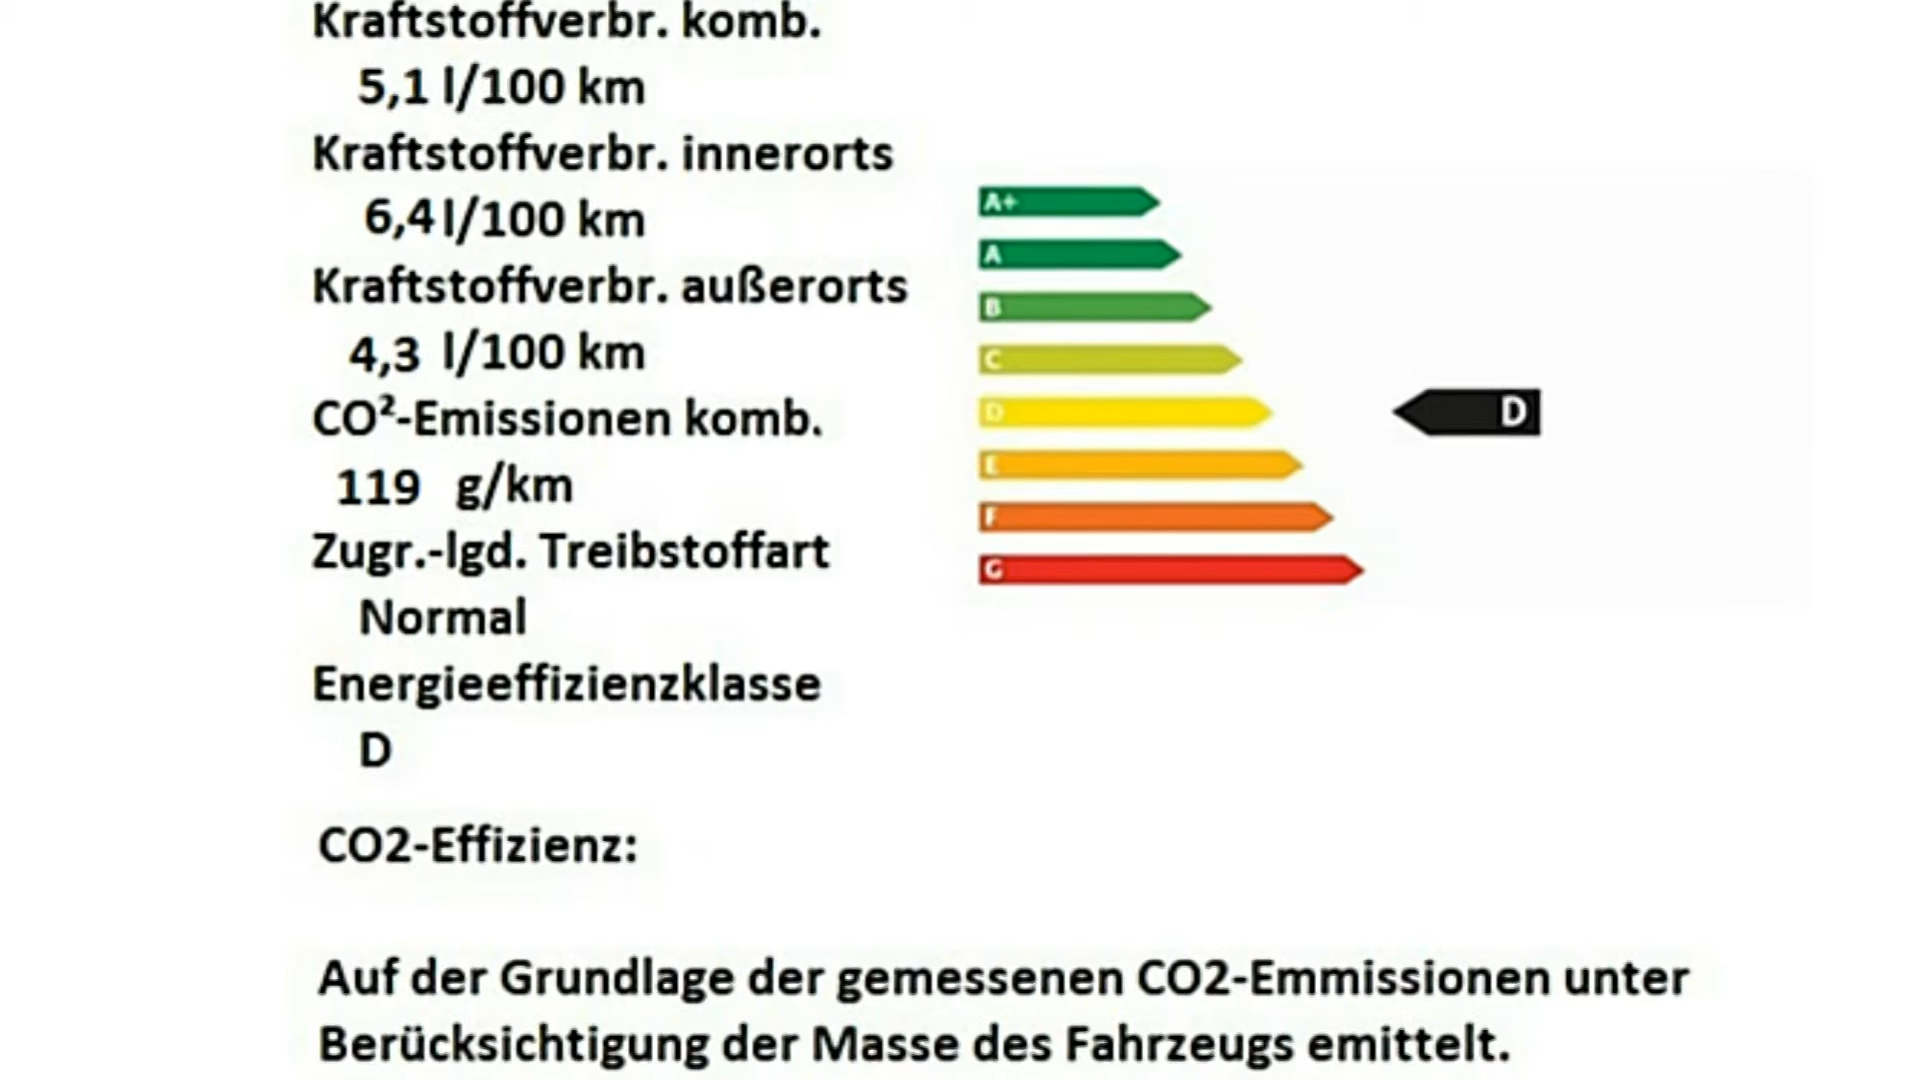 Kraftstoffverbr. komb.
5,1 l/100 km
Kraftstoffverbr. innerorts
6,4 l/100 km
Kraftstoffverbr. außerorts
4,3 l/100 km
CO²-Emissionen komb.
119 g/km
Zugr.-lgd. Treibstoffart
Normal
Energieeffizienzklasse
D
A+
A
B
C
D
D
E
F
G
CO2-Effizienz:
Auf der Grundlage der gemessenen CO2-Emmissionen unter
Berücksichtigung der Masse des Fahrzeugs emittelt.